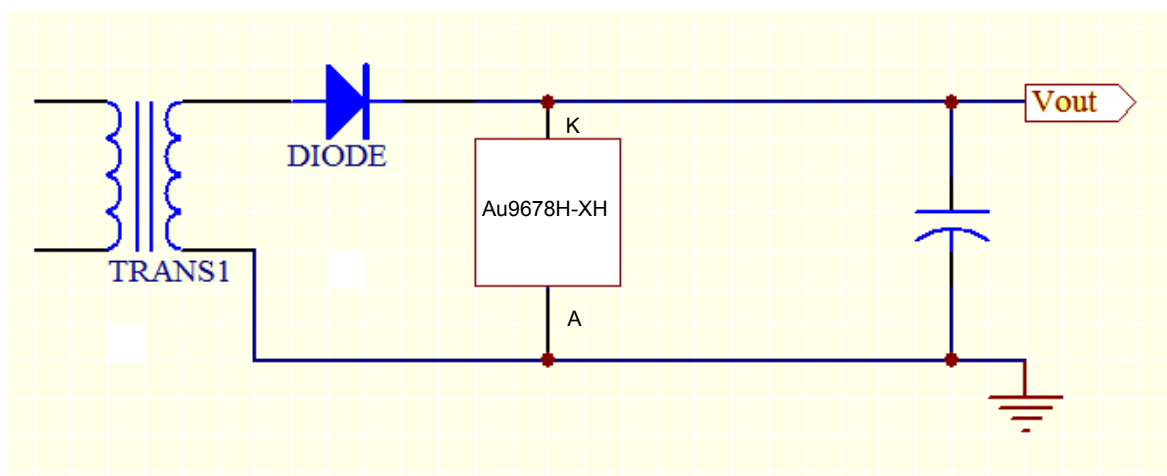 Vout
K
DIODE
Au9678H-XH
TRANS1
A